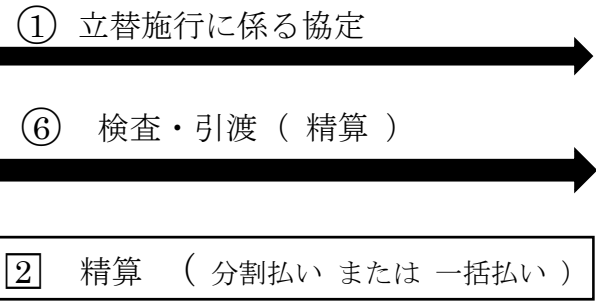 ① 立替施行に係る協定
⑥ 検査・引渡（ 精算 ）
2 精算 （ 分割払い または 一括払い ）